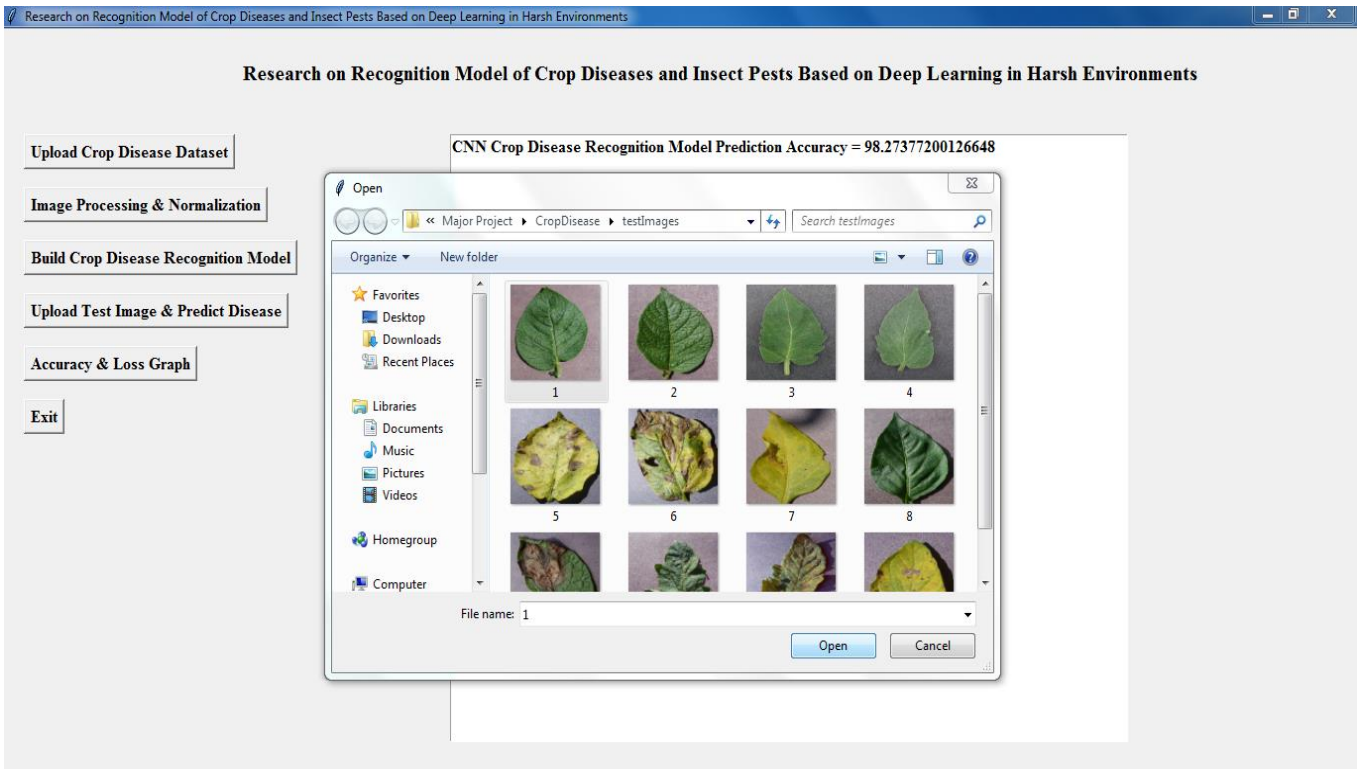 Research on Recognition Model of Crop Diseases and Insect Pests Based on Deep Learning in Harsh Environments
Research on Recognition Model of Crop Diseases and Insect Pests Based on Deep Learning in Harsh Environments
Upload Crop Disease Dataset
Image Processing & Normalization
Build Crop Disease Recognition Model
Upload Test Image & Predict Disease
Accuracy & Loss Graph
Exit
CNN Crop Disease Recognition Model Prediction Accuracy = 98.27377200126648
Open
« Major Project CropDisease testImages
Search testImages
Organize New folder
Favorites
Desktop
Downloads
Recent Places
Libraries
Documents
Music
Pictures
Videos
Homegroup
Computer
1 2 3 4
5 6 7 8
File name: 1
Open Cancel